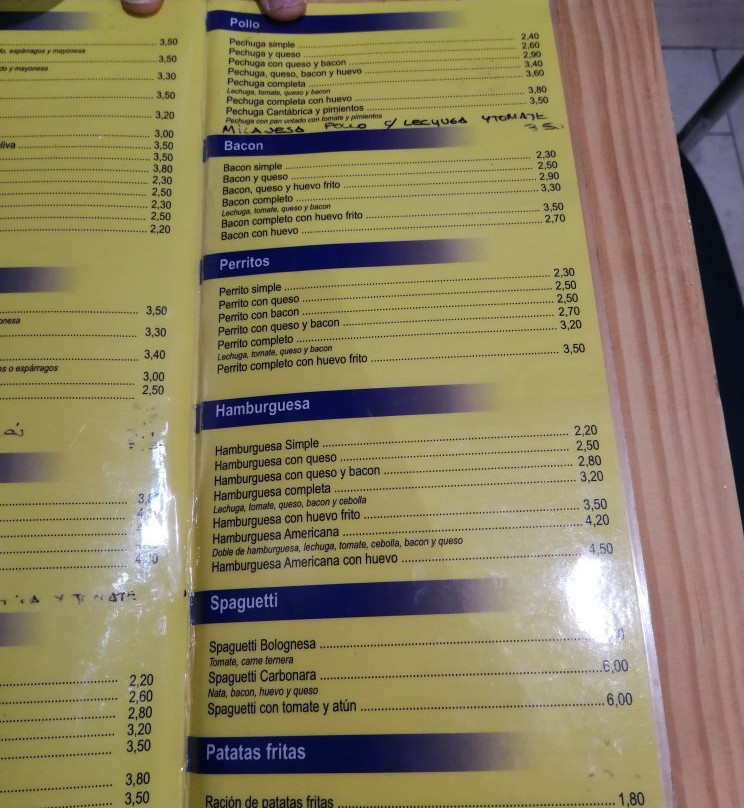 3,50
espárragos y mayonesa
3,50
y mayonesa
3,30
3,50
3,20
3,00
3,50
3,50
3,80
2,30
2,50
2,30
2,50
2,20
3,50
3,30
3,40
o espárragos
3,00
2,50
2,20
2,60
2,80
3,20
3,50
3,80
3,50
Pollo
Pechuga simple 2,40
Pechuga y queso 2,60
Pechuga con queso y bacon 2,90
Pechuga, queso, bacon y huevo 3,40
Pechuga completa 3,60
Lechuga, tomate, queso y bacon
Pechuga completa con huevo 3,80
Pechuga Cantábrica y pimientos 3,50
Pechuga con pan untado con tomate y pimientos
MILANESA POLLO C/ LECHUGA Y TOMATE
Bacon
Bacon simple 2,30
Bacon y queso 2,50
Bacon, queso y huevo frito 2,90
Bacon completo 3,30
Lechuga, tomate, queso y bacon
Bacon completo con huevo frito 3,50
Bacon con huevo 2,70
Perritos
Perrito simple 2,30
Perrito con queso 2,50
Perrito con bacon 2,50
Perrito con queso y bacon 2,70
Perrito completo 3,20
Lechuga, tomate, queso y bacon
Perrito completo con huevo frito 3,50
Hamburguesa
Hamburguesa Simple 2,20
Hamburguesa con queso 2,50
Hamburguesa con queso y bacon 2,80
Hamburguesa completa 3,20
Lechuga, tomate, queso, bacon y cebolla
Hamburguesa con huevo frito 3,50
Hamburguesa Americana 4,20
Doble de hamburguesa, lechuga, tomate, cebolla, bacon y queso
Hamburguesa Americana con huevo 4,50
Spaguetti
Spaguetti Bolognesa
Tomate, carne ternera
Spaguetti Carbonara 6,00
Nata, bacon, huevo y queso
Spaguetti con tomate y atún 6,00
Patatas fritas
Ración de patatas fritas 1,80